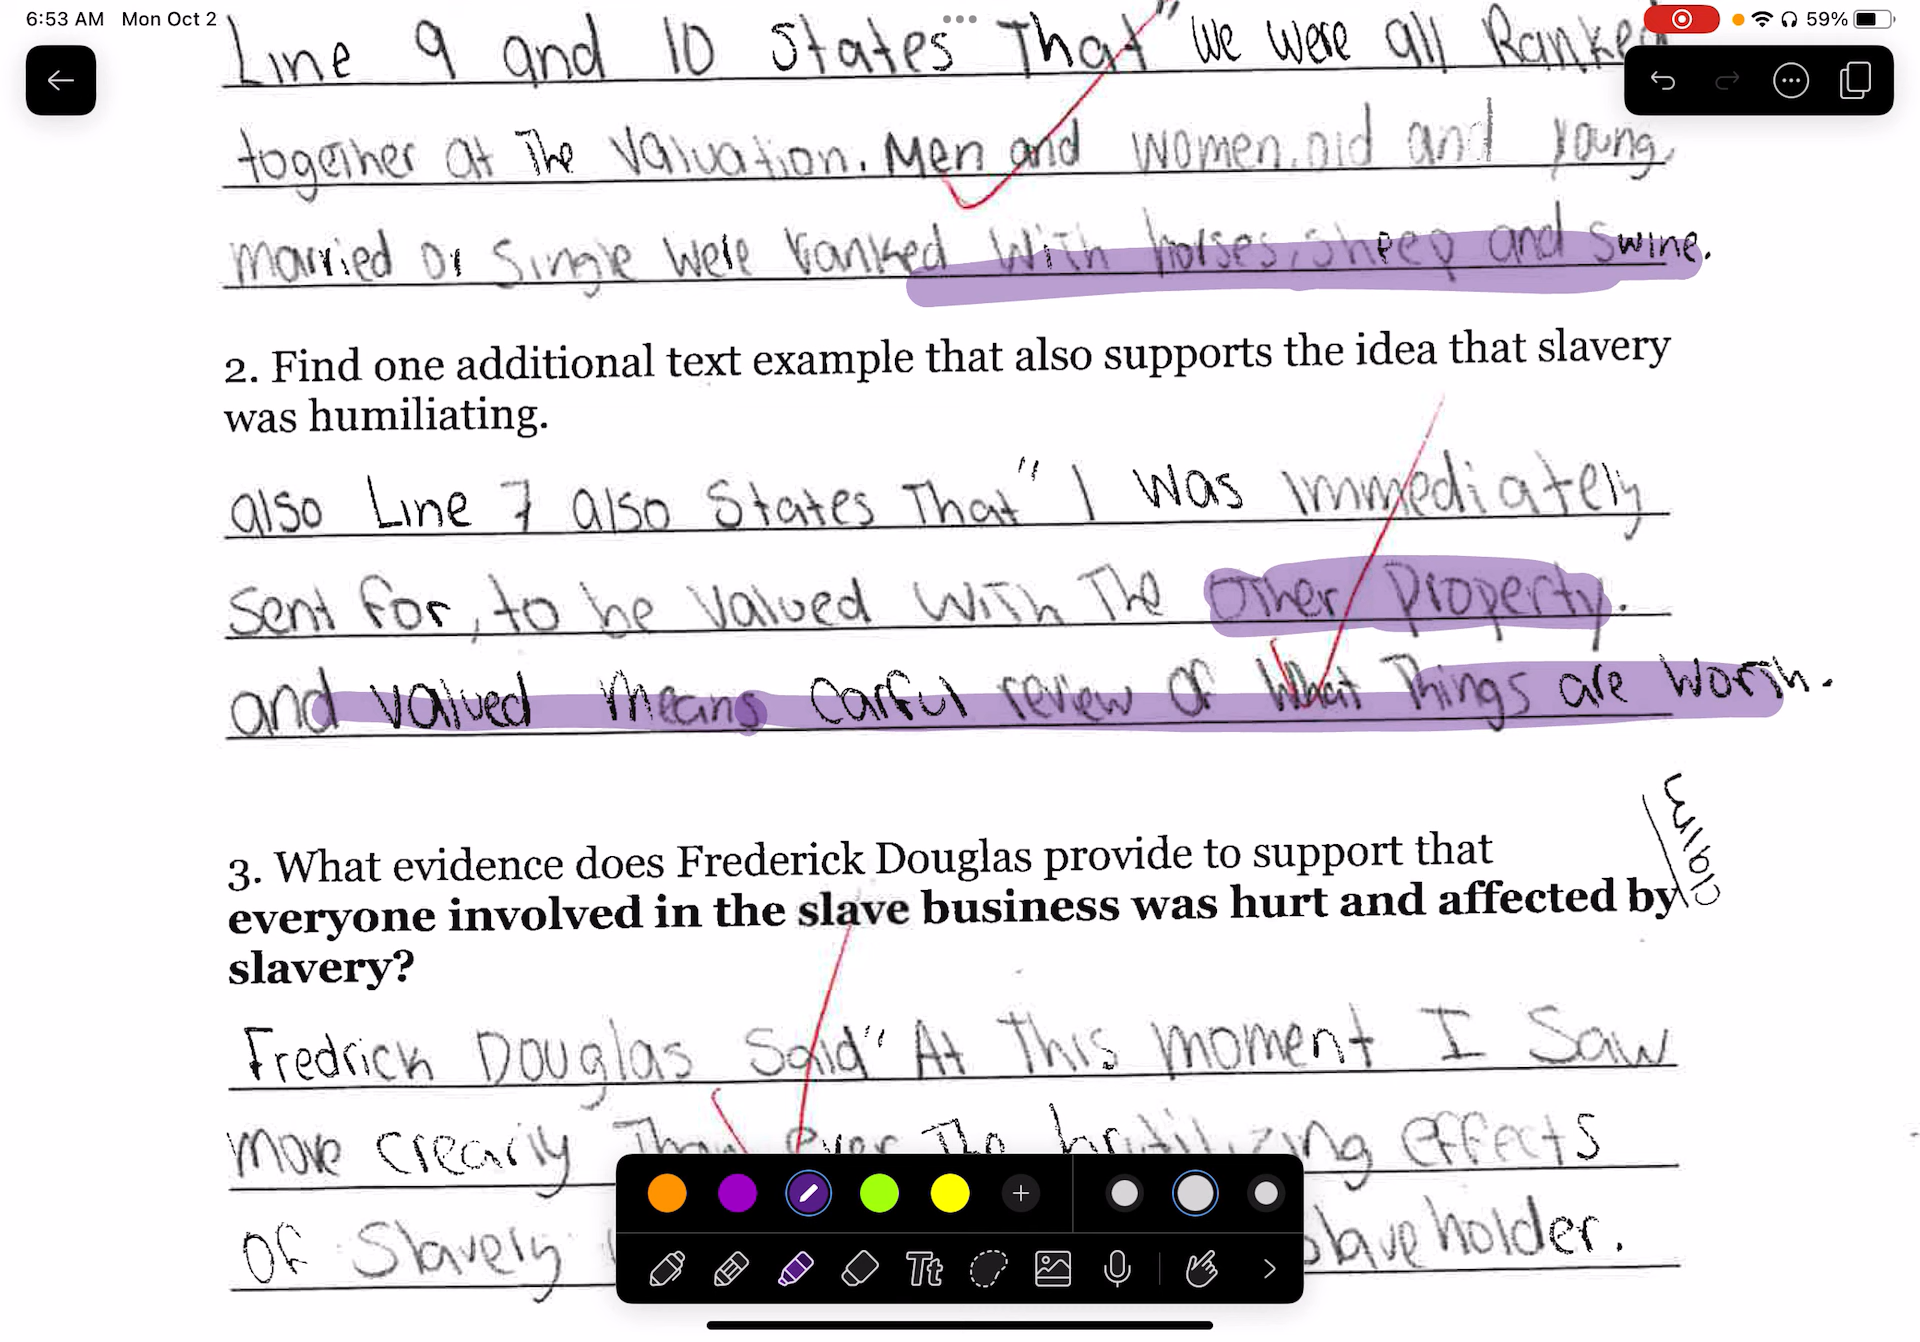 6:53 AM Mon Oct 2
59%
Line 9 and 10 States That "We were all Ranked
together at The Valuation. Men and women, old and young,
married or Single were ranked With horses, sheep and swine.
2. Find one additional text example that also supports the idea that slavery
was humiliating.
also Line 7 also States That " I was Immediately
Sent for, to be valued with The other Property.
and valued means carful review of What Things are worth.
claim
3. What evidence does Frederick Douglas provide to support that
everyone involved in the slave business was hurt and affected by
slavery?
Fredrick Douglas Said " At This moment I Saw
more crearly Than ever The brutilizing effects
Of Slavery slaveholder.
Tt